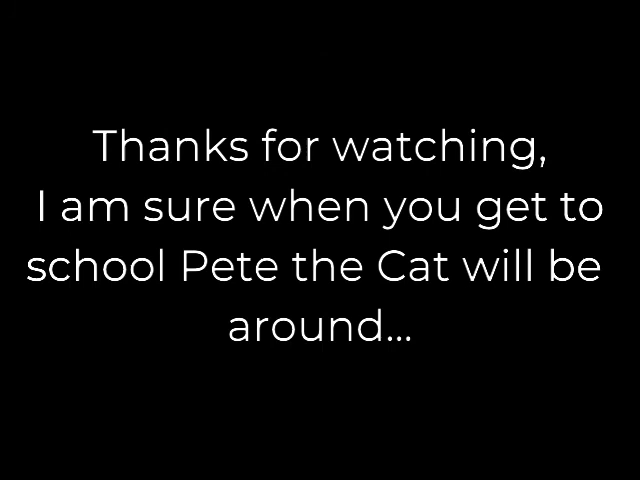 Thanks for watching,
I am sure when you get to
school Pete the Cat will be
around...